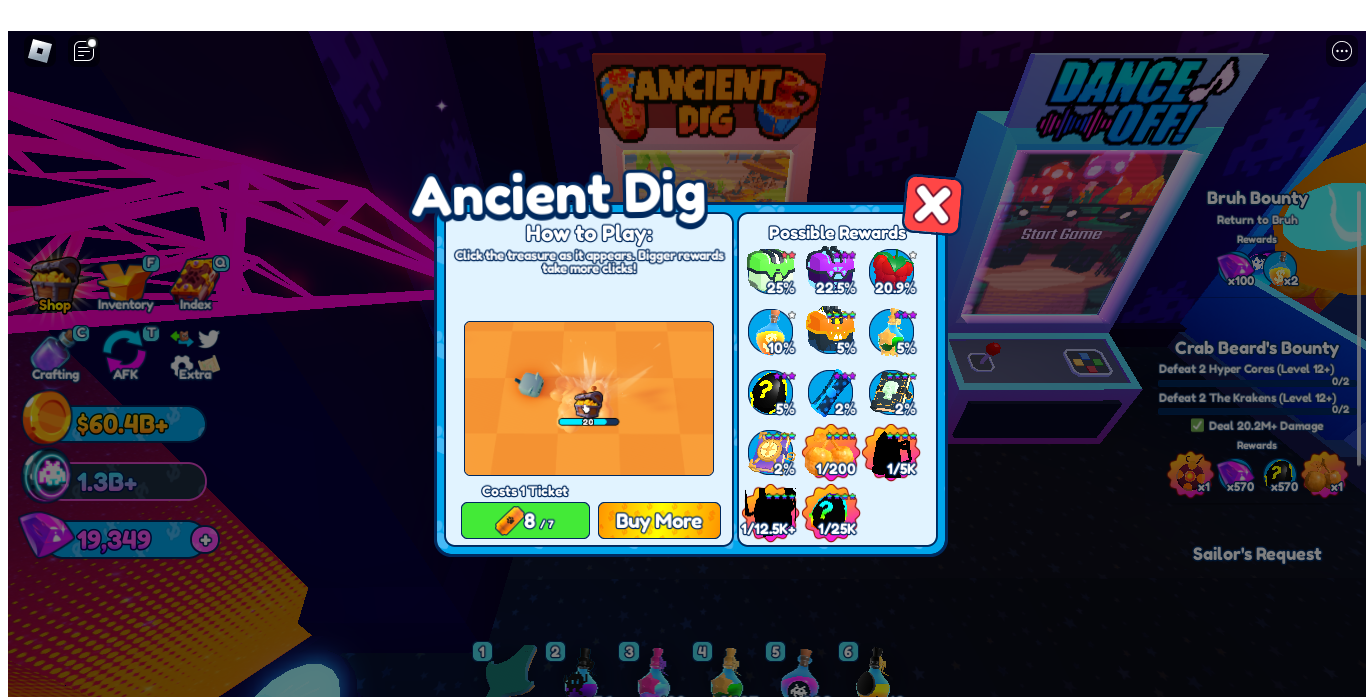 ANCIENT
DIG
DANCE
OFF!
Start Game
Ancient Dig
How to Play:
Click the treasure as it appears. Bigger rewards
take more clicks!
20
Costs 1 Ticket
8 / 7
Buy More
Possible Rewards
25% 22.5% 20.9%
10% 5% 5%
5% 2% 2%
2% 1/200 1/5K
1/12.5K+ 1/25K
F Q
Shop Inventory Index
C T
Crafting AFK Extra
$60.4B+
1.3B+
19,349
Bruh Bounty
Return to Bruh
Rewards
x100 x2
Crab Beard's Bounty
Defeat 2 Hyper Cores (Level 12+)
0/2
Defeat 2 The Krakens (Level 12+)
0/2
Deal 20.2M+ Damage
Rewards
x1 x570 x570 x1
Sailor's Request
1 2 3 4 5 6